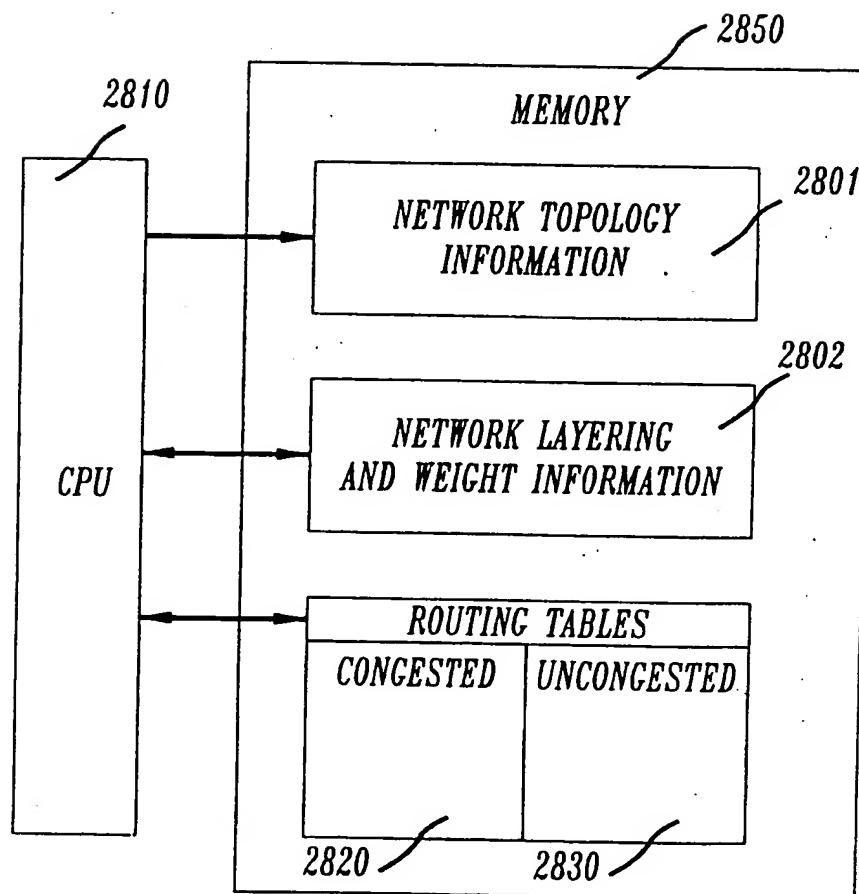 2850
2810
MEMORY
2801
NETWORK TOPOLOGY
INFORMATION
2802
NETWORK LAYERING
AND WEIGHT INFORMATION
CPU
ROUTING TABLES
CONGESTED
UNCONGESTED
2820
2830